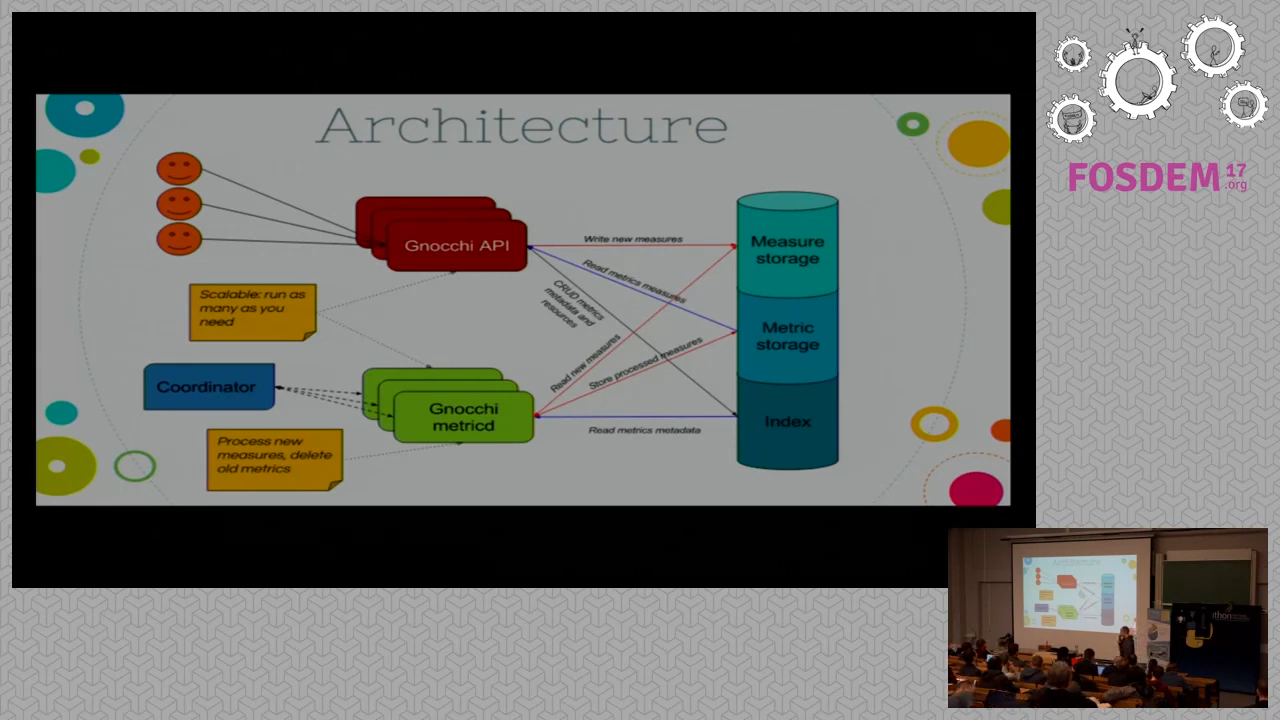 Architecture
Gnocchi API
Scalable: run as
many as you
need
Coordinator
Gnocchi
metricd
Process new
measures, delete
old metrics
Write new measures
Read metrics measures
CRUD metrics
metadata and
resources
Read new measures
Store processed measures
Read metrics metadata
Measure
storage
Metric
storage
Index
FOSDEM 17
.org
thon